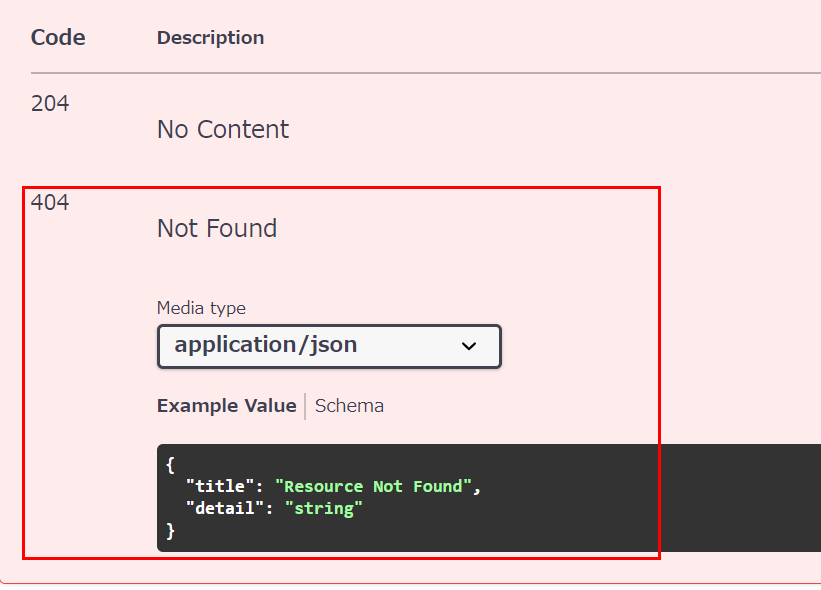 Code Description
204
No Content
404
Not Found
Media type
application/json
Example Value Schema
{
"title": "Resource Not Found",
"detail": "string"
}